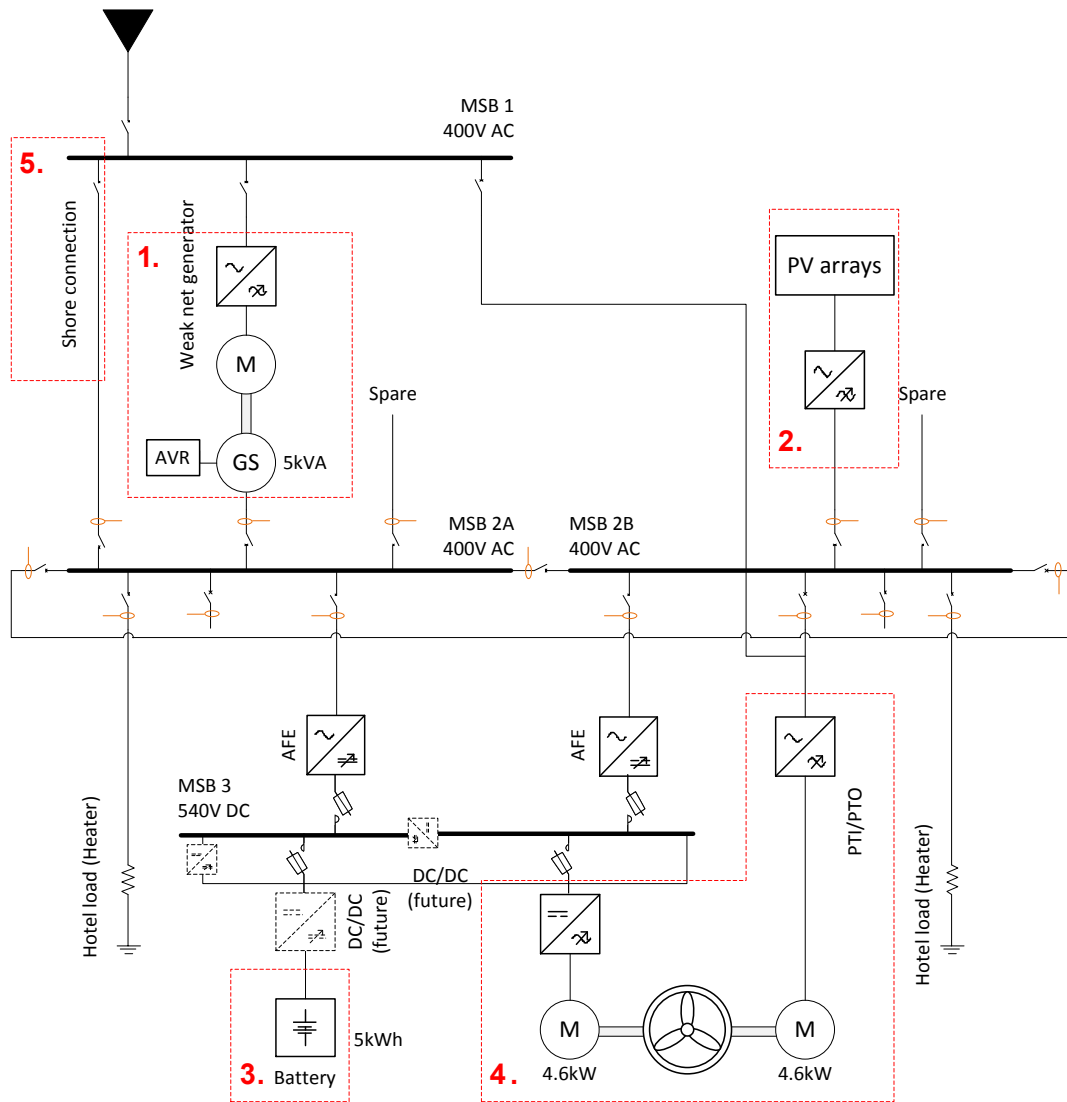 MSB 1
400V AC
5.
Shore connection
1.
Weak net generator
M
AVR
GS
5kVA
Spare
PV arrays
2.
Spare
MSB 2A
400V AC
MSB 2B
400V AC
AFE
AFE
MSB 3
540V DC
PTI/PTO
Hotel load (Heater)
DC/DC
(future)
DC/DC
(future)
Hotel load (Heater)
3.
Battery
5kWh
4.
M
4.6kW
M
4.6kW